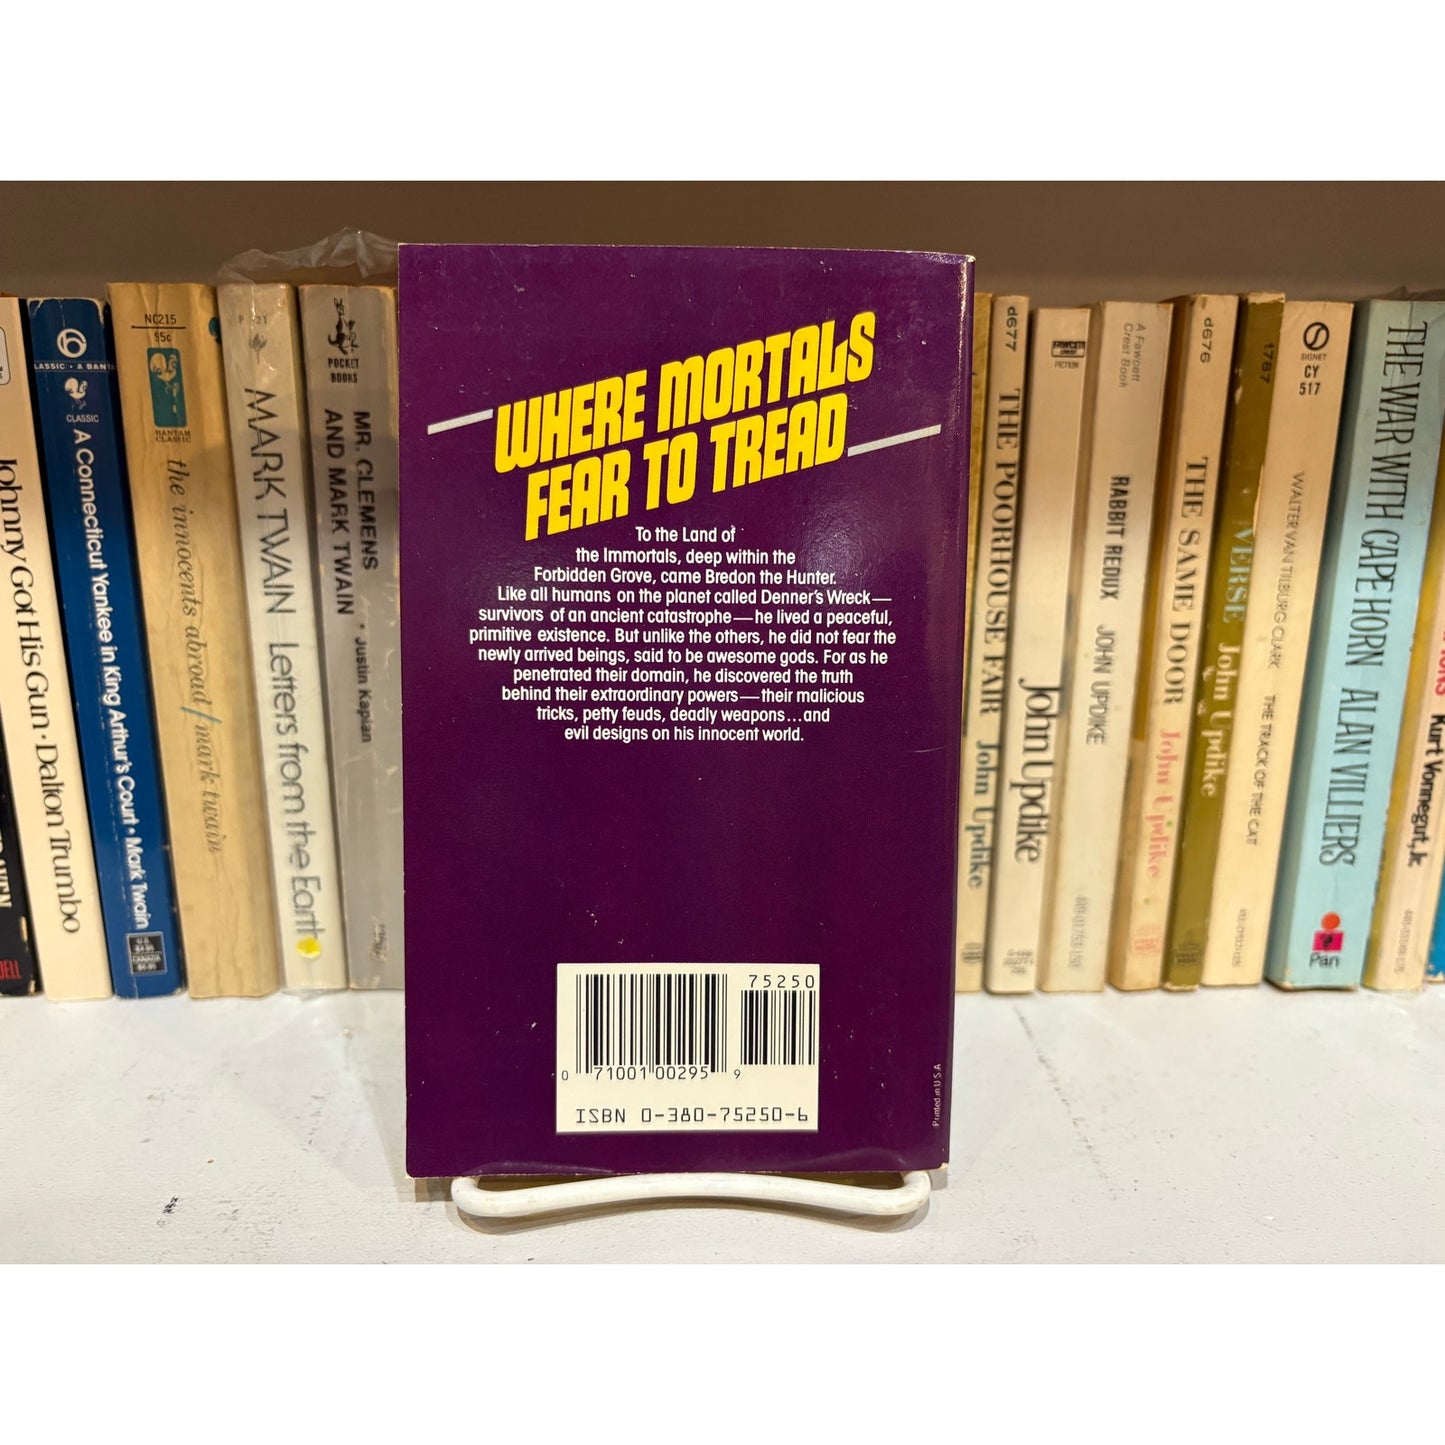 WHERE MORTALS
FEAR TO TREAD
To the Land of
the Immortals, deep within the
Forbidden Grove, came Bredon the Hunter.
Like all humans on the planet called Denner's Wreck—
survivors of an ancient catastrophe—he lived a peaceful,
primitive existence. But unlike the others, he did not fear the
newly arrived beings, said to be awesome gods. For as he
penetrated their domain, he discovered the truth
behind their extraordinary powers—their malicious
tricks, petty feuds, deadly weapons...and
evil designs on his innocent world.
75250
0 71001 00295 9
ISBN 0-380-75250-6
Printed in U.S.A
Johnny Got His Gun • Dalton Trumbo
CLASSIC • A BAN
CLASSIC
A Connecticut Yankee in King Arthur's Court • Mark Twain
U.S.
CANADA
NC215
95c
BANTAM
CLASSIC
the innocents abroad/mark twain
MARK TWAIN Letters from the Earth
POCKET
BOOKS
MR. CLEMENS
AND MARK TWAIN • Justin Kaplan
d677
THE POORHOUSE FAIR John Updike
John Updike
FAWCETT
CREST
FICTION
A Fawcett
Crest Book
RABBIT REDUX JOHN UPDIKE
d676
THE SAME DOOR John Updike
t787
VERSE John Updike
SIGNET
CY
517
WALTER VAN TILBURG CLARK THE TRACK OF THE CAT
THE WAR WITH CAPE HORN ALAN VILLIERS
Pan
Kurt Vonnegut, Jr.